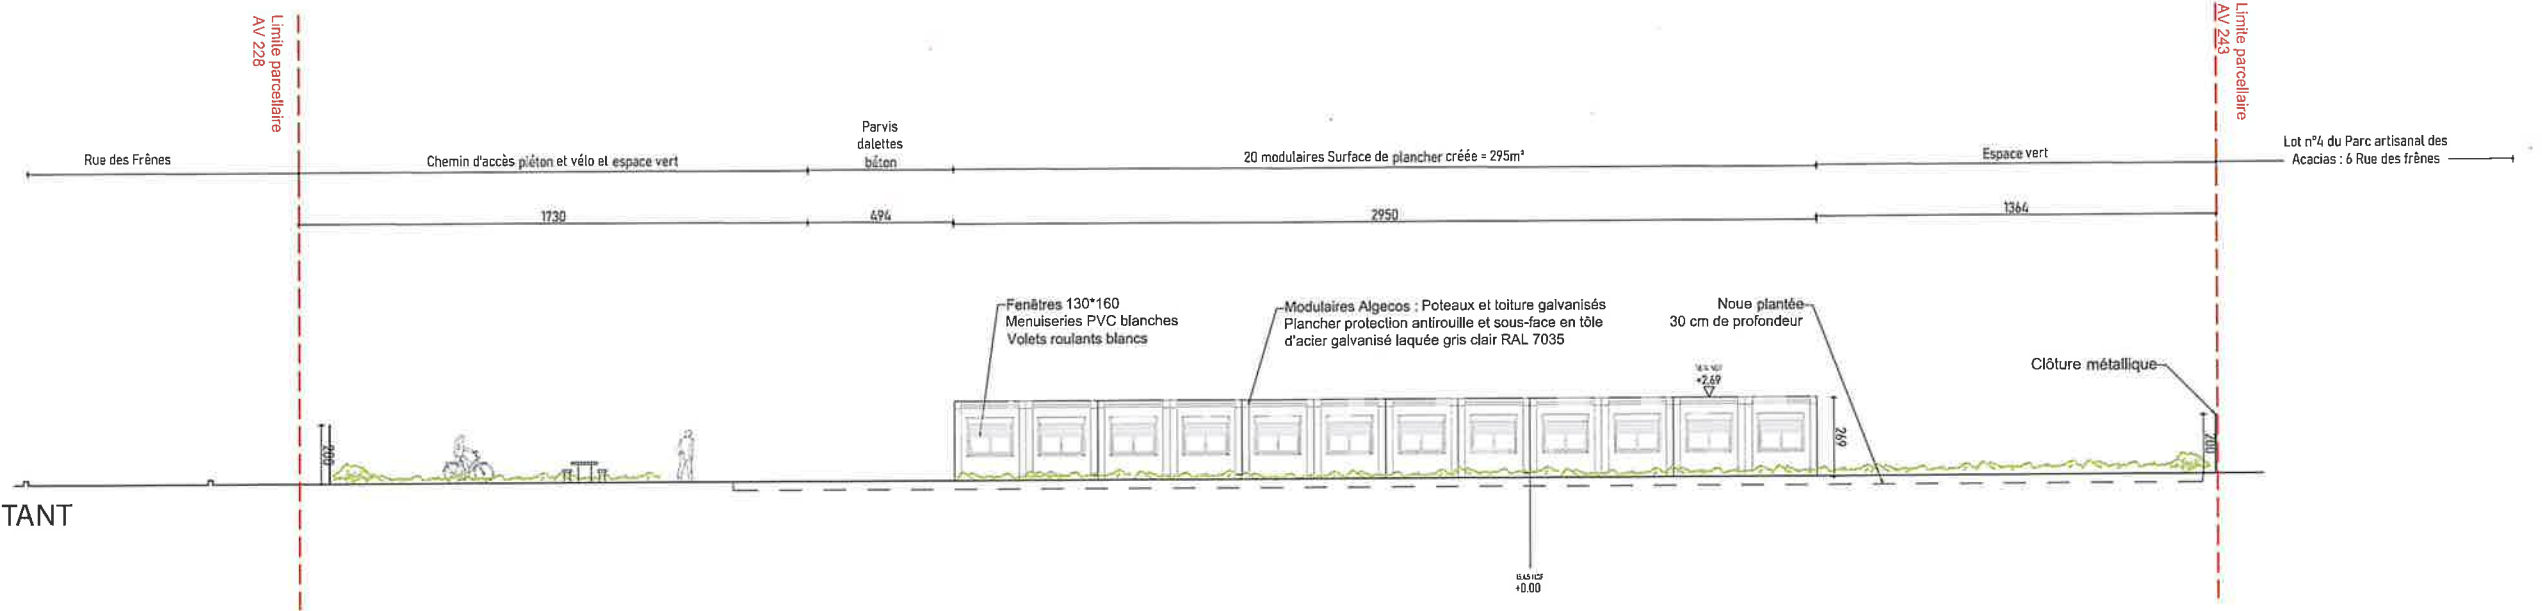 Limite parcellaire
AV 228
Limite parcellaire
AV 243
Rue des Frênes
Chemin d'accès piéton et vélo et espace vert
Parvis
dalettes
béton
20 modulaires Surface de plancher créée = 295m²
Espace vert
Lot n°4 du Parc artisanal des
Acacias : 6 Rue des frênes
1730
494
2950
1364
Fenêtres 130*160
Menuiseries PVC blanches
Volets roulants blancs
Modulaires Algecos : Poteaux et toiture galvanisés
Plancher protection antirouille et sous-face en tôle
d'acier galvanisé laquée gris clair RAL 7035
Noue plantée
30 cm de profondeur
Clôture métallique
+2.69
200
269
200
TANT
+0.00